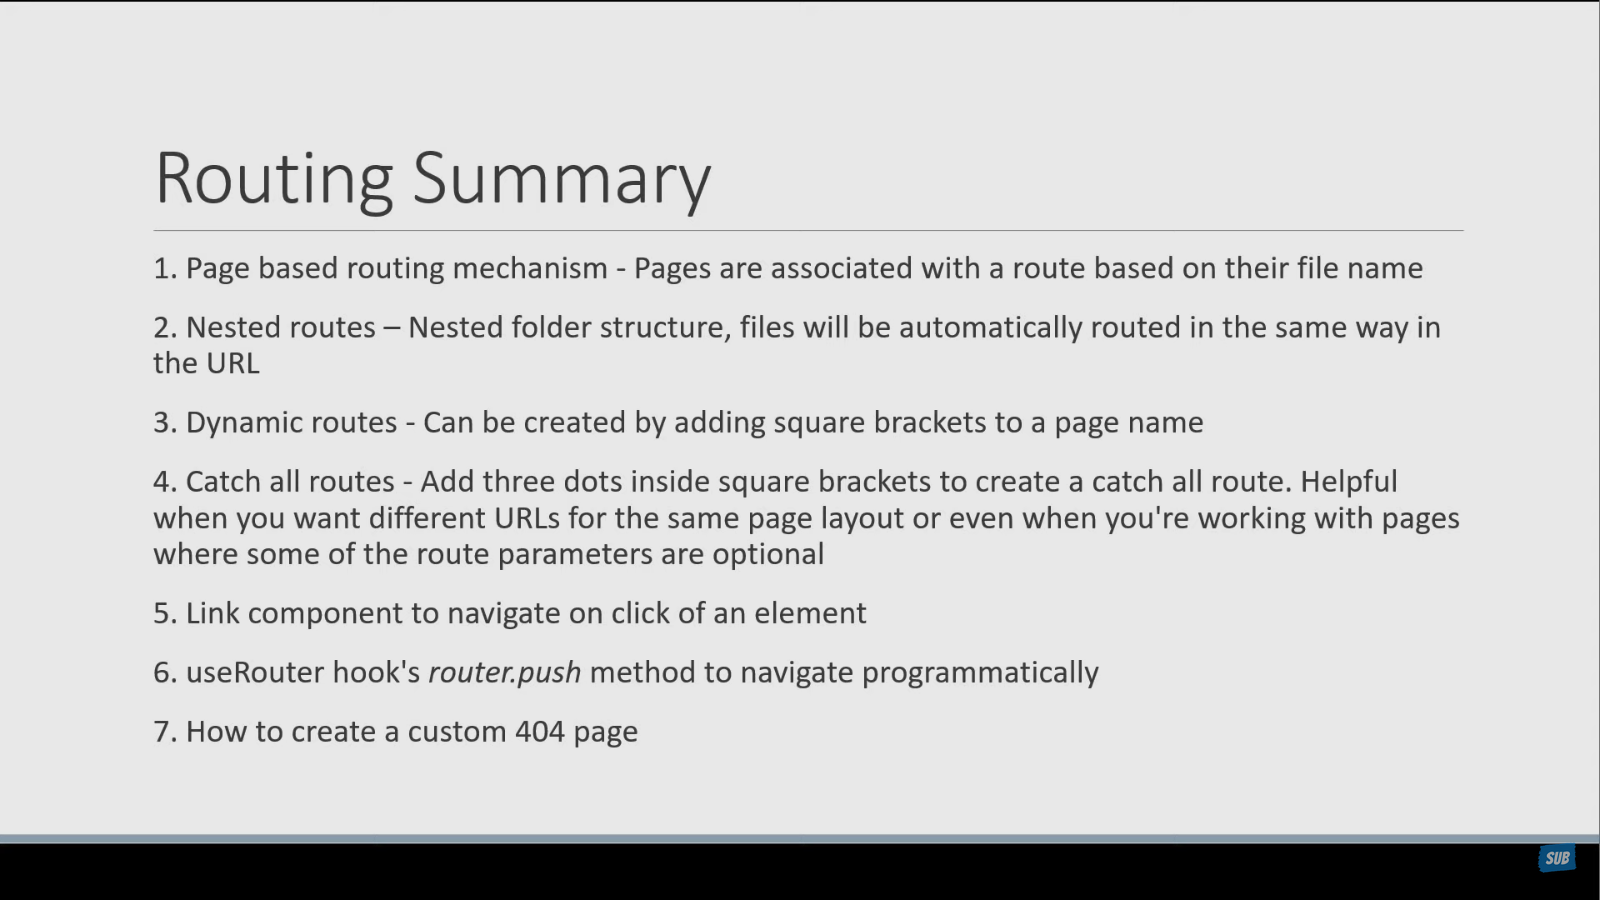 Routing Summary
1. Page based routing mechanism - Pages are associated with a route based on their file name
2. Nested routes – Nested folder structure, files will be automatically routed in the same way in
the URL
3. Dynamic routes - Can be created by adding square brackets to a page name
4. Catch all routes - Add three dots inside square brackets to create a catch all route. Helpful
when you want different URLs for the same page layout or even when you're working with pages
where some of the route parameters are optional
5. Link component to navigate on click of an element
6. useRouter hook's router.push method to navigate programmatically
7. How to create a custom 404 page
SUB